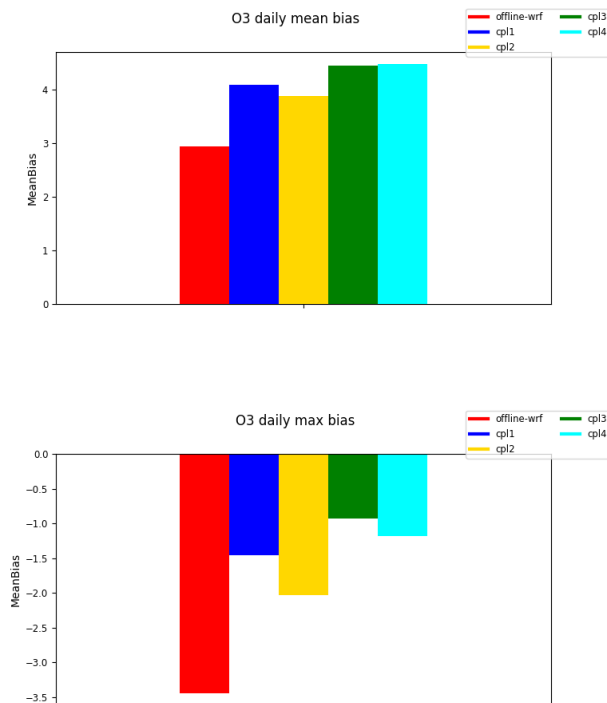 O3 daily mean bias
offline-wrf
cpl1
cpl2
cpl3
cpl4
MeanBias
4
3
2
1
0
O3 daily max bias
offline-wrf
cpl1
cpl2
cpl3
cpl4
MeanBias
0.0
−0.5
−1.0
−1.5
−2.0
−2.5
−3.0
−3.5